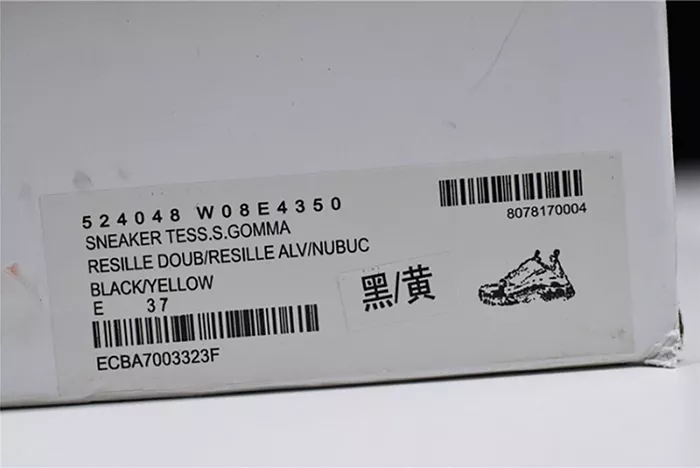 524048 W08E4350
SNEAKER TESS.S.GOMMA
RESILLE DOUB/RESILLE ALV/NUBUC
BLACK/YELLOW
E 37
ECBA7003323F
黑/黄
8078170004